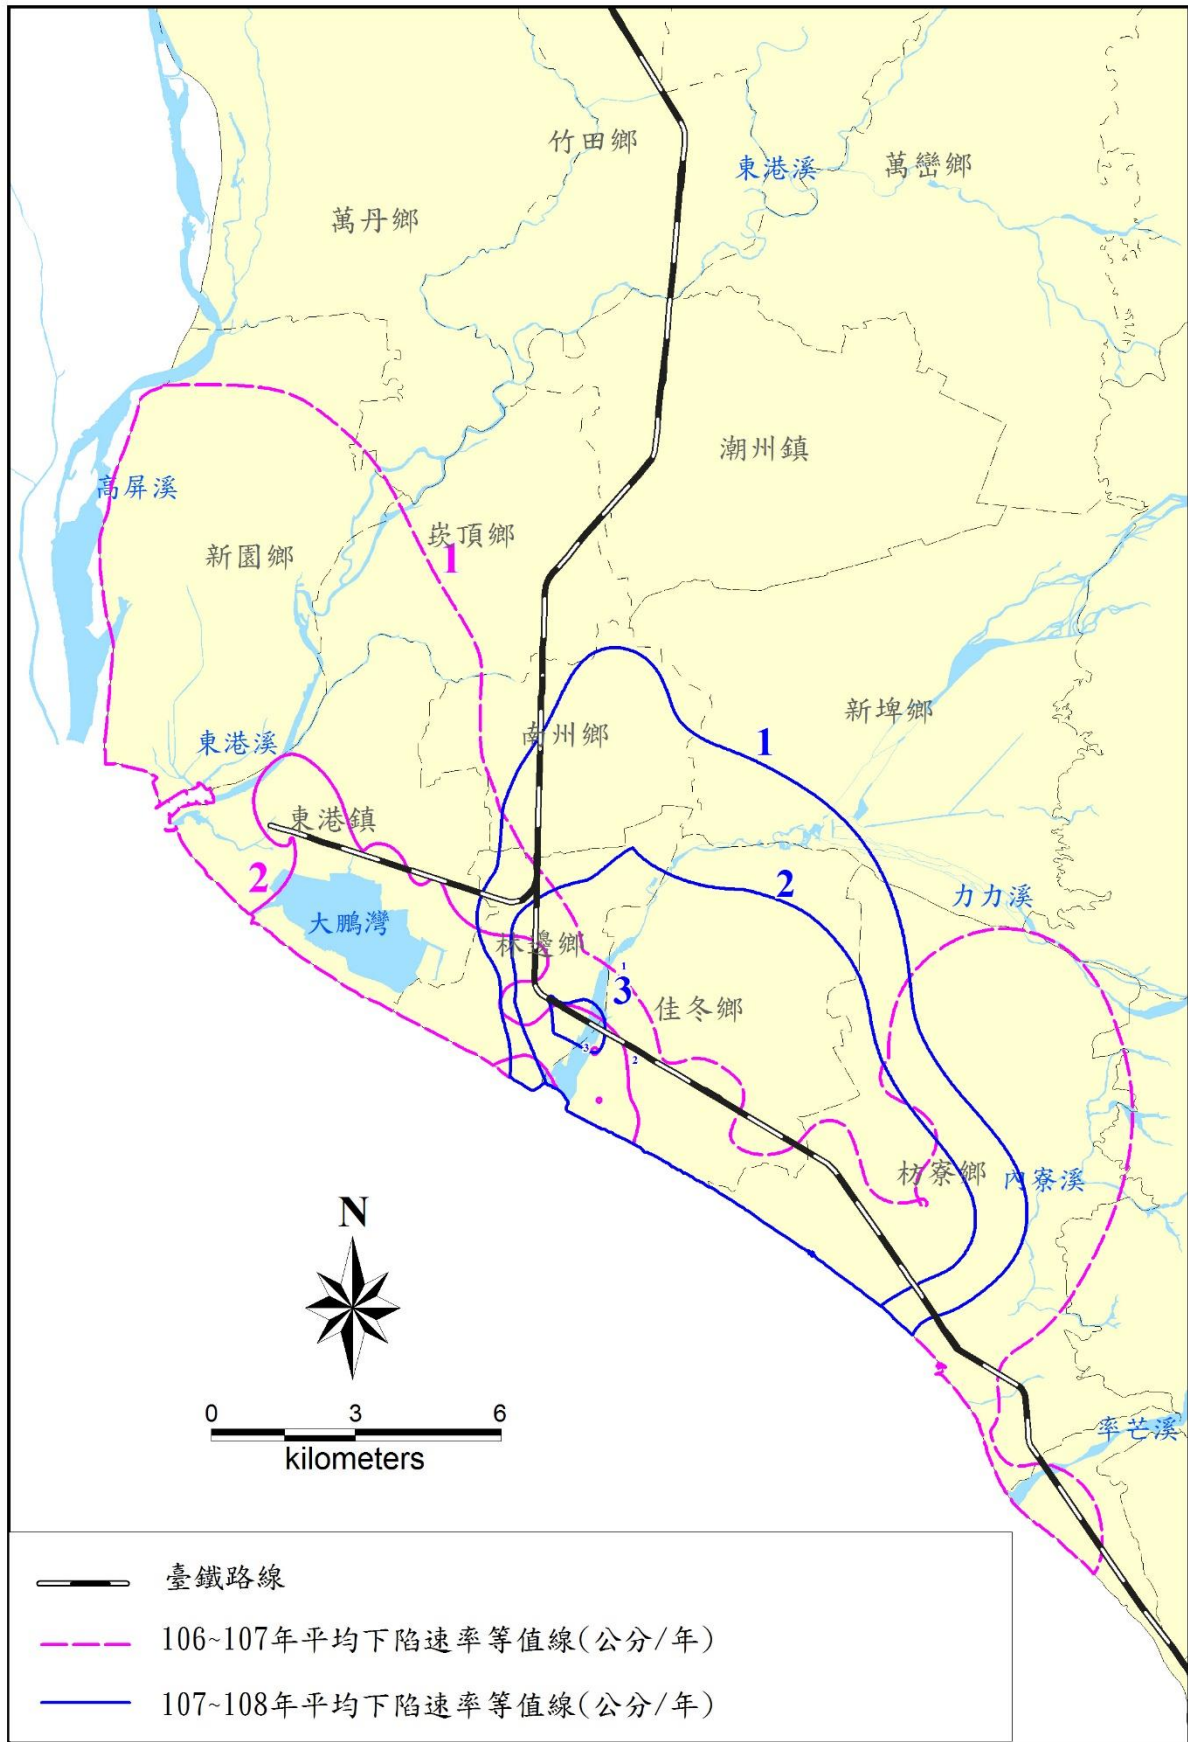 竹田鄉
東港溪
萬巒鄉
萬丹鄉
潮州鎮
高屏溪
新園鄉
崁頂鄉
1
新埤鄉
南州鄉
1
東港溪
東港鎮
2
2
力力溪
大鵬灣
林邊鄉
1
3
佳冬鄉
3
2
枋寮鄉
內寮溪
N
率芒溪
0 3 6
kilometers
臺鐵路線
106~107年平均下陷速率等值線(公分/年)
107~108年平均下陷速率等值線(公分/年)